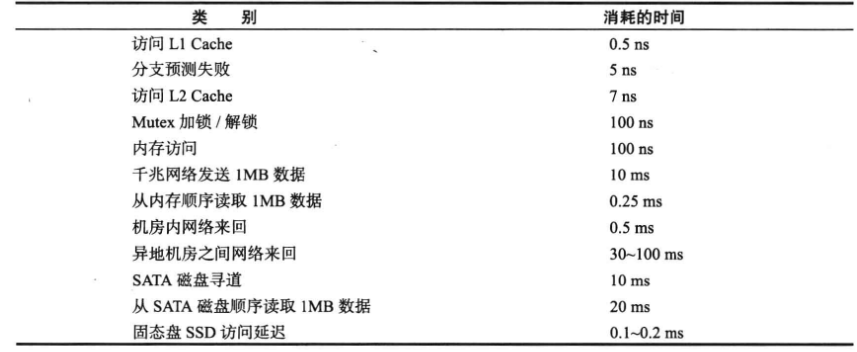 类 别 消耗的时间
访问 L1 Cache 0.5 ns
分支预测失败 5 ns
访问 L2 Cache 7 ns
Mutex 加锁 / 解锁 100 ns
内存访问 100 ns
千兆网络发送 1MB 数据 10 ms
从内存顺序读取 1MB 数据 0.25 ms
机房内网络来回 0.5 ms
异地机房之间网络来回 30~100 ms
SATA 磁盘寻道 10 ms
从 SATA 磁盘顺序读取 1MB 数据 20 ms
固态盘 SSD 访问延迟 0.1~0.2 ms